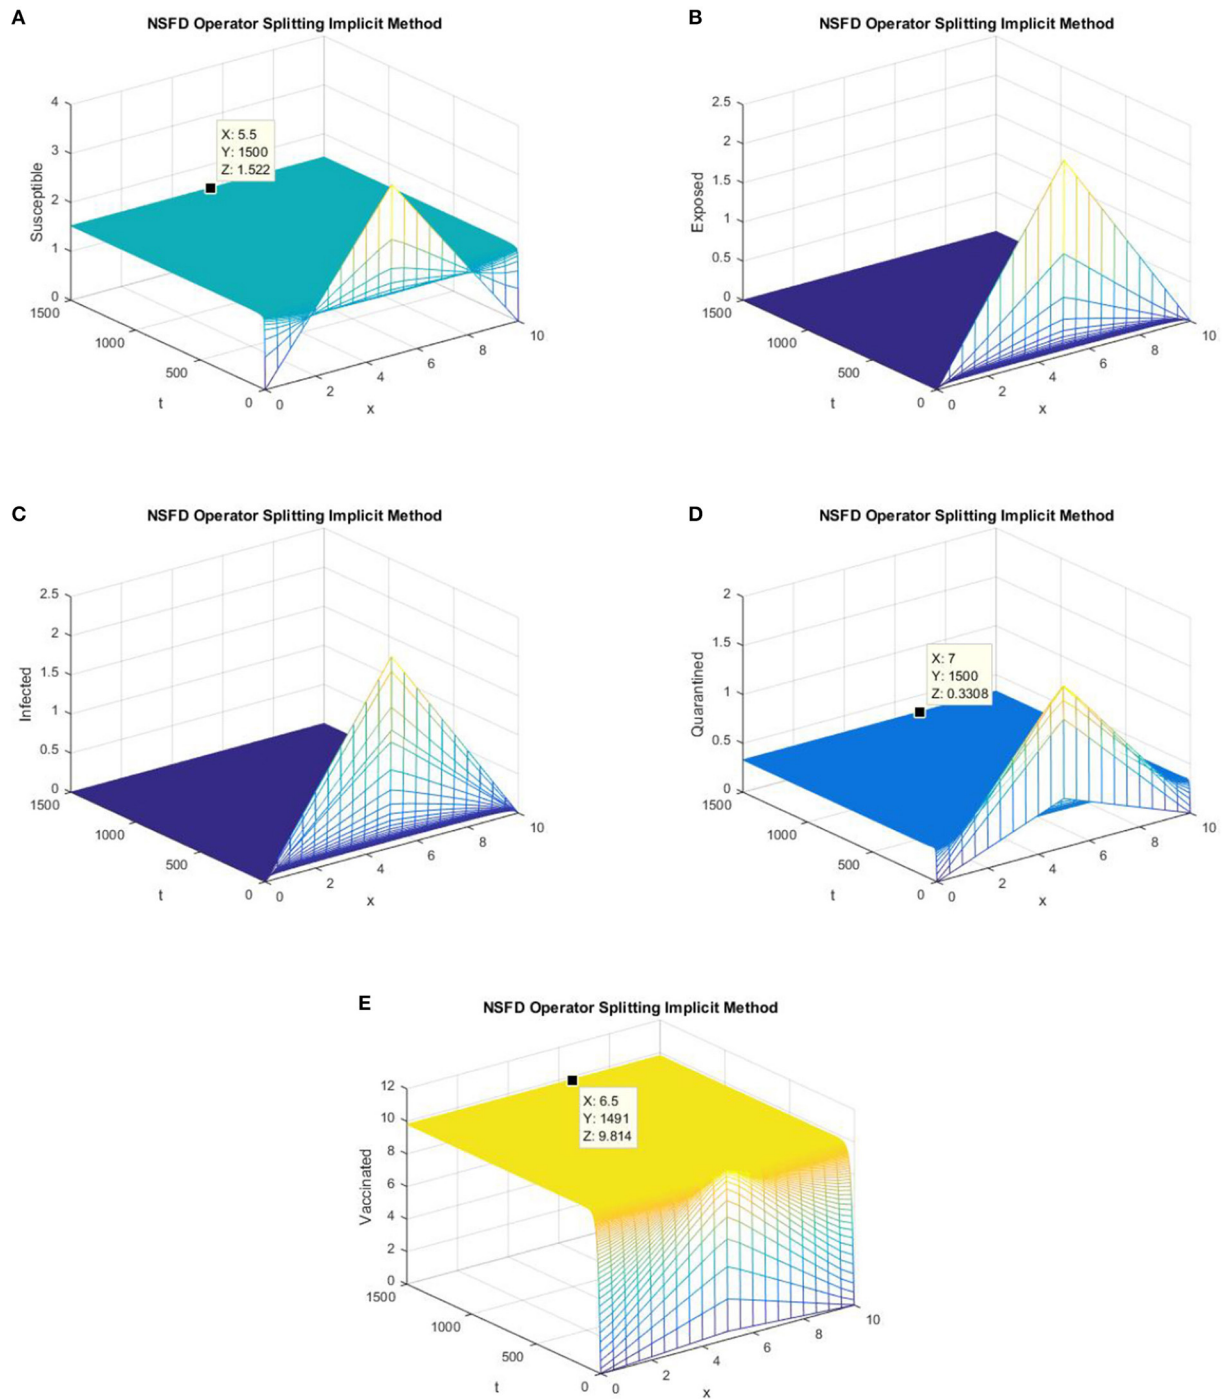 A
NSFD Operator Splitting Implicit Method
4
3
2
1
0
Susceptible
X: 5.5
Y: 1500
Z: 1.522
1500
1000
500
0
t
0
2
4
6
8
10
x
B
NSFD Operator Splitting Implicit Method
2.5
2
1.5
1
0.5
0
Exposed
1500
1000
500
0
t
0
2
4
6
8
10
x
C
NSFD Operator Splitting Implicit Method
2.5
2
1.5
1
0.5
0
Infected
1500
1000
500
0
t
0
2
4
6
8
10
x
D
NSFD Operator Splitting Implicit Method
2
1.5
1
0.5
0
Quarantined
X: 7
Y: 1500
Z: 0.3308
1500
1000
500
0
t
0
2
4
6
8
10
x
E
NSFD Operator Splitting Implicit Method
12
10
8
6
4
2
0
Vaccinated
X: 6.5
Y: 1491
Z: 9.814
1500
1000
500
0
t
0
2
4
6
8
10
x